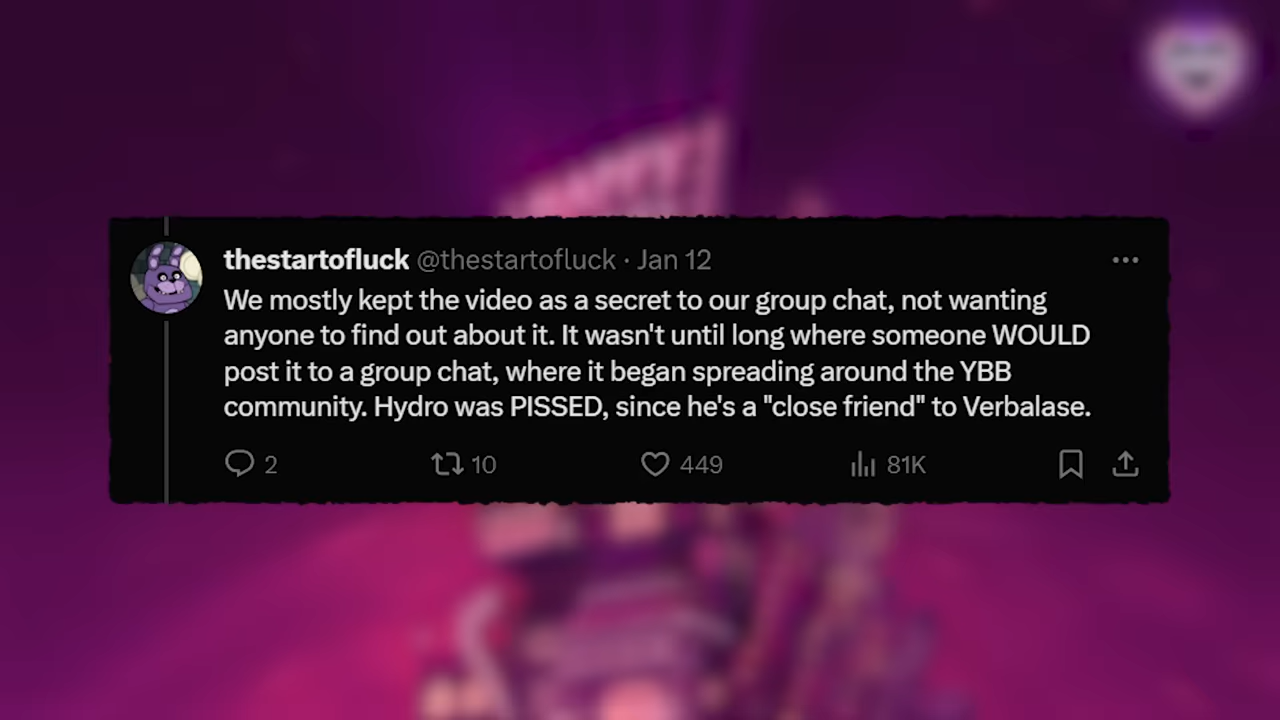 thestartofluck @thestartofluck · Jan 12
We mostly kept the video as a secret to our group chat, not wanting
anyone to find out about it. It wasn't until long where someone WOULD
post it to a group chat, where it began spreading around the YBB
community. Hydro was PISSED, since he's a "close friend" to Verbalase.
2 10 449 81K